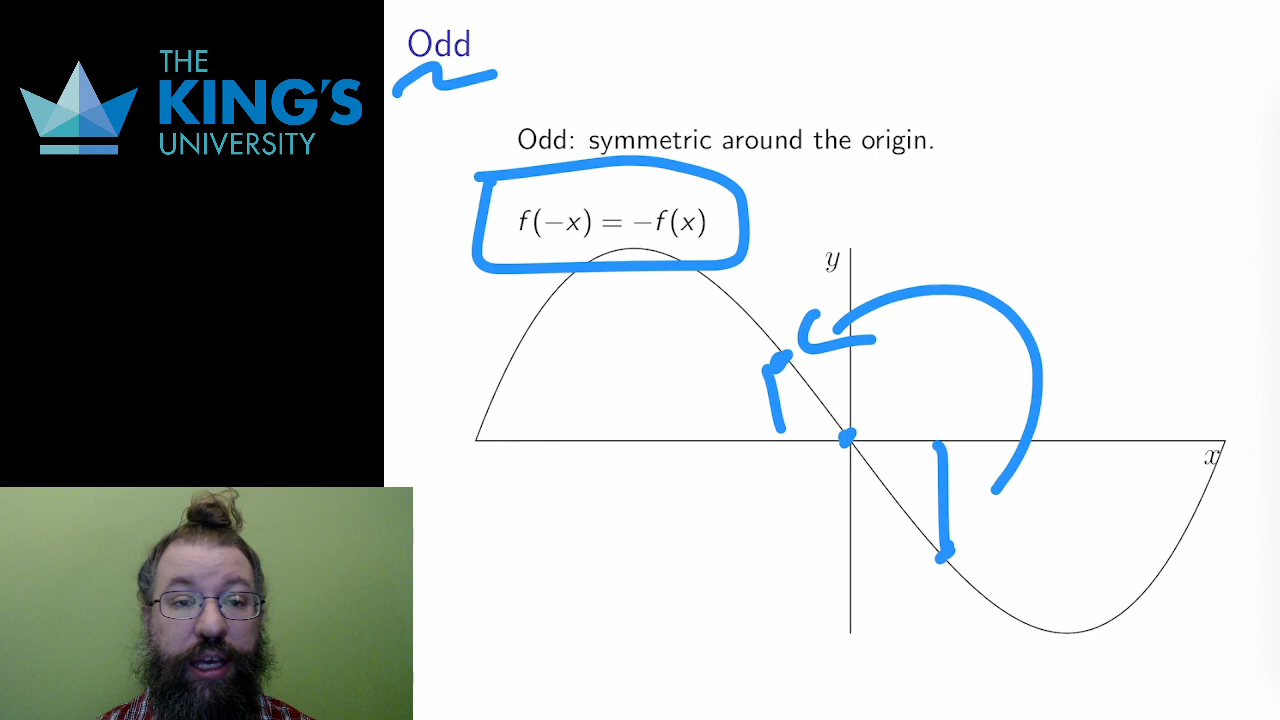 THE
KING'S
UNIVERSITY
Odd
Odd: symmetric around the origin.
f(−x) = −f(x)
y
x